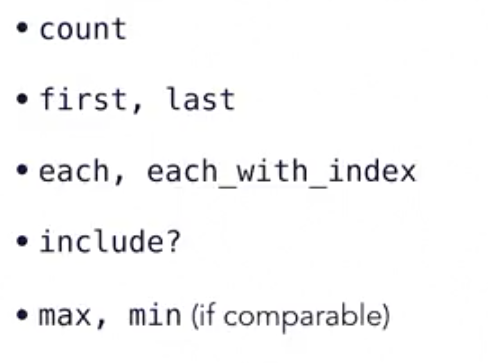 • count
• first, last
• each, each_with_index
• include?
• max, min (if comparable)